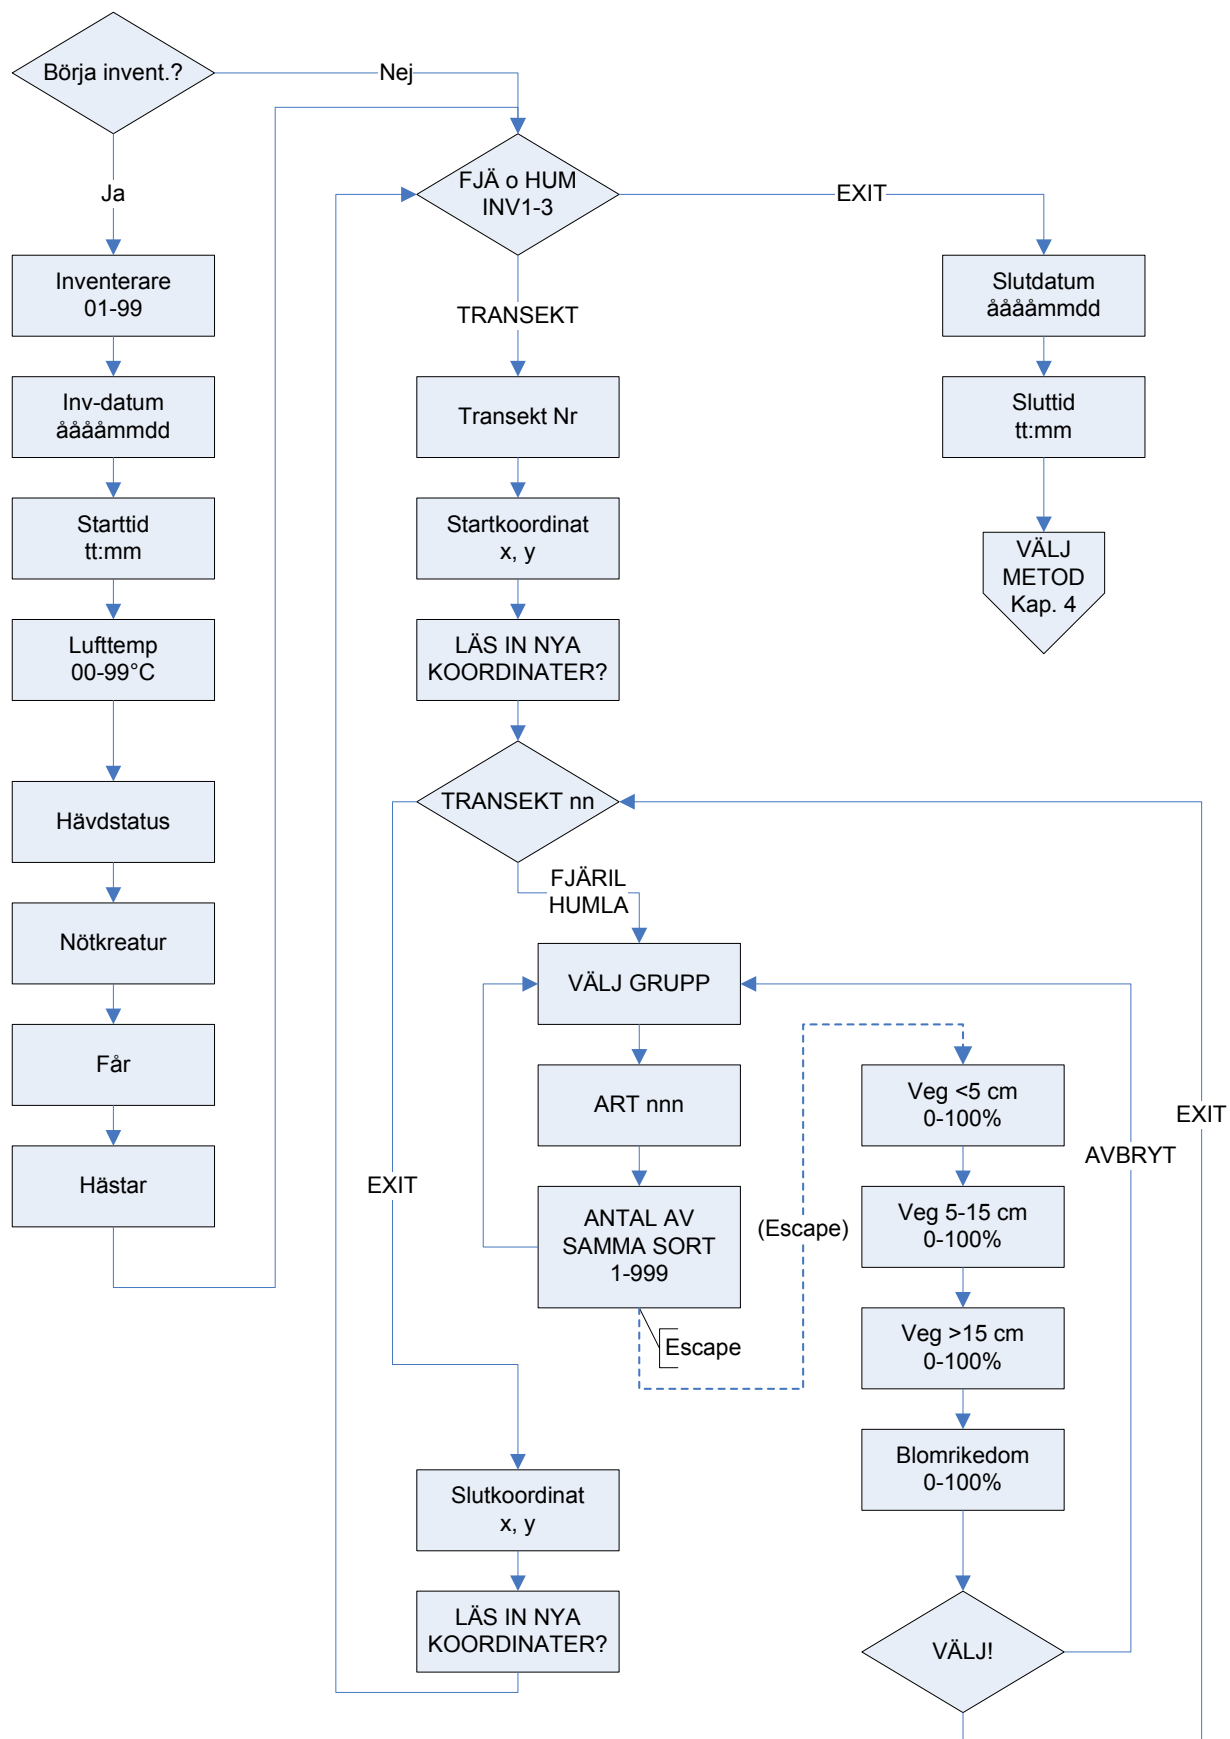 Börja invent.?
Nej
Ja
Inventerare
01-99
Inv-datum
ååååmmdd
Starttid
tt:mm
Lufttemp
00-99°C
Hävdstatus
Nötkreatur
Får
Hästar
FJÄ o HUM
INV1-3
EXIT
TRANSEKT
Transekt Nr
Startkoordinat
x, y
LÄS IN NYA
KOORDINATER?
TRANSEKT nn
FJÄRIL
HUMLA
VÄLJ GRUPP
ART nnn
ANTAL AV
SAMMA SORT
1-999
Escape
(Escape)
EXIT
Slutkoordinat
x, y
LÄS IN NYA
KOORDINATER?
Slutdatum
ååååmmdd
Sluttid
tt:mm
VÄLJ
METOD
Kap. 4
Veg <5 cm
0-100%
Veg 5-15 cm
0-100%
Veg >15 cm
0-100%
Blomrikedom
0-100%
VÄLJ!
AVBRYT
EXIT